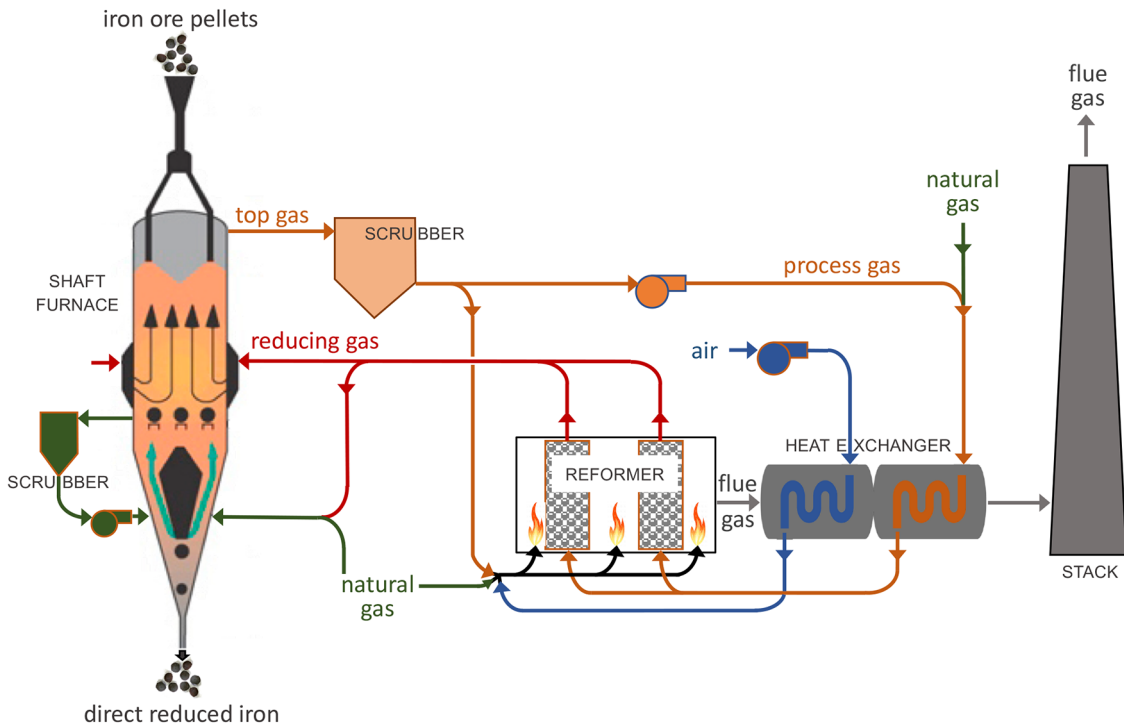 iron ore pellets
flue
gas
natural
gas
top gas
SCRUBBER
process gas
SHAFT
FURNACE
reducing gas
air
HEAT EXCHANGER
REFORMER
SCRUBBER
flue
gas
natural
gas
STACK
direct reduced iron